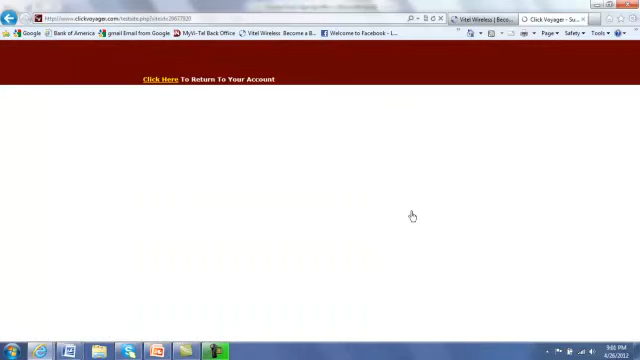 http://www.clickvoyager.com/
Vitel Wireless | Beco...
Click Voyager - Su...
Google
Bank of America
gmail Email from Google
MyVi-Tel Back Office
Vitel Wireless Become a B...
Welcome to Facebook - L...
Page
Safety
Tools
Click Here To Return To Your Account
9:01 PM
4/26/2012